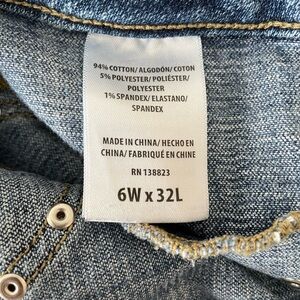 94% COTTON/ ALGODÓN/ COTON
5% POLYESTER/ POLIÉSTER/
POLYESTER
1% SPANDEX/ ELASTANO/
SPANDEX
MADE IN CHINA/ HECHO EN
CHINA/ FABRIQUÉ EN CHINE
RN 138823
6W x 32L